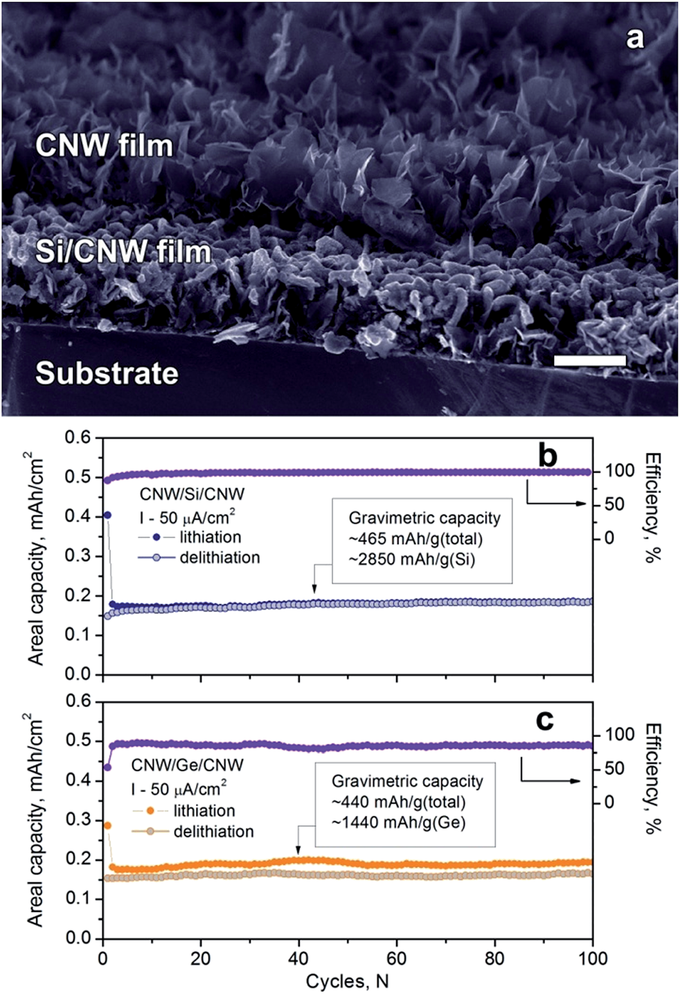 a
CNW film
Si/CNW film
Substrate
b
0.6
0.5
0.4
0.3
0.2
0.1
0.0
Areal capacity, mAh/cm²
CNW/Si/CNW
I - 50 µA/cm²
lithiation
delithiation
Gravimetric capacity
~465 mAh/g(total)
~2850 mAh/g(Si)
100
50
0
Efficiency, %
c
0.6
0.5
0.4
0.3
0.2
0.1
0.0
Areal capacity, mAh/cm²
CNW/Ge/CNW
I - 50 µA/cm²
lithiation
delithiation
Gravimetric capacity
~440 mAh/g(total)
~1440 mAh/g(Ge)
100
50
0
Efficiency, %
0 20 40 60 80 100
Cycles, N